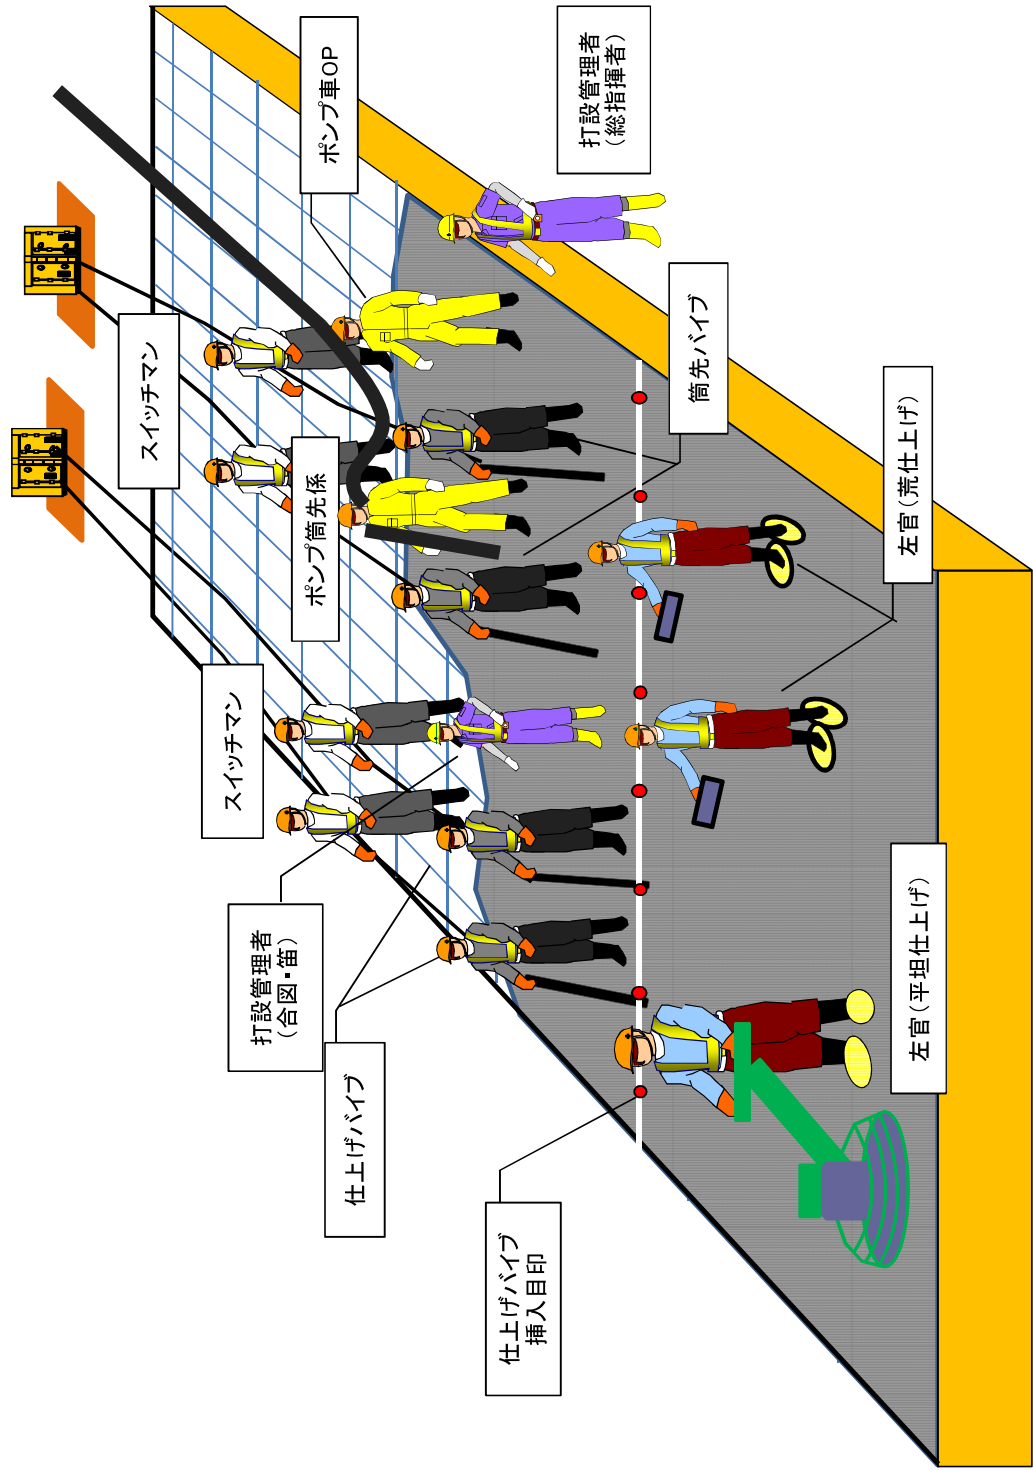 ポンプ車OP
打設管理者
（総指揮者）
スイッチマン
筒先バイブ
ポンプ筒先係
左官（荒仕上げ）
スイッチマン
打設管理者
（合図・笛）
左官（平坦仕上げ）
仕上げバイブ
仕上げバイブ
挿入目印